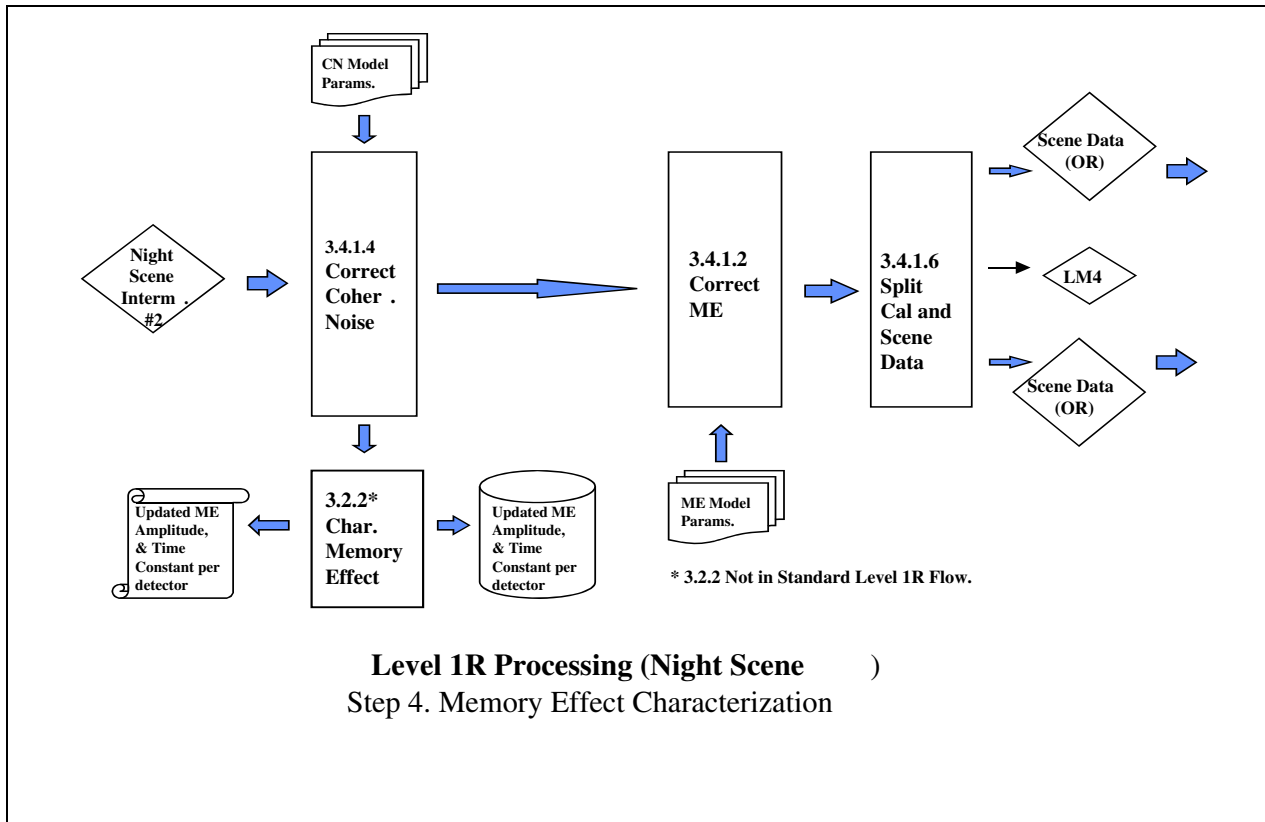 CN Model
Params.
Night
Scene
Interm .
#2
3.4.1.4
Correct
Coher .
Noise
3.4.1.2
Correct
ME
3.4.1.6
Split
Cal and
Scene
Data
Scene Data
(OR)
LM4
Scene Data
(OR)
Updated ME
Amplitude,
& Time
Constant per
detector
3.2.2*
Char.
Memory
Effect
Updated ME
Amplitude,
& Time
Constant per
detector
ME Model
Params.
* 3.2.2 Not in Standard Level 1R Flow.
Level 1R Processing (Night Scene )
Step 4. Memory Effect Characterization